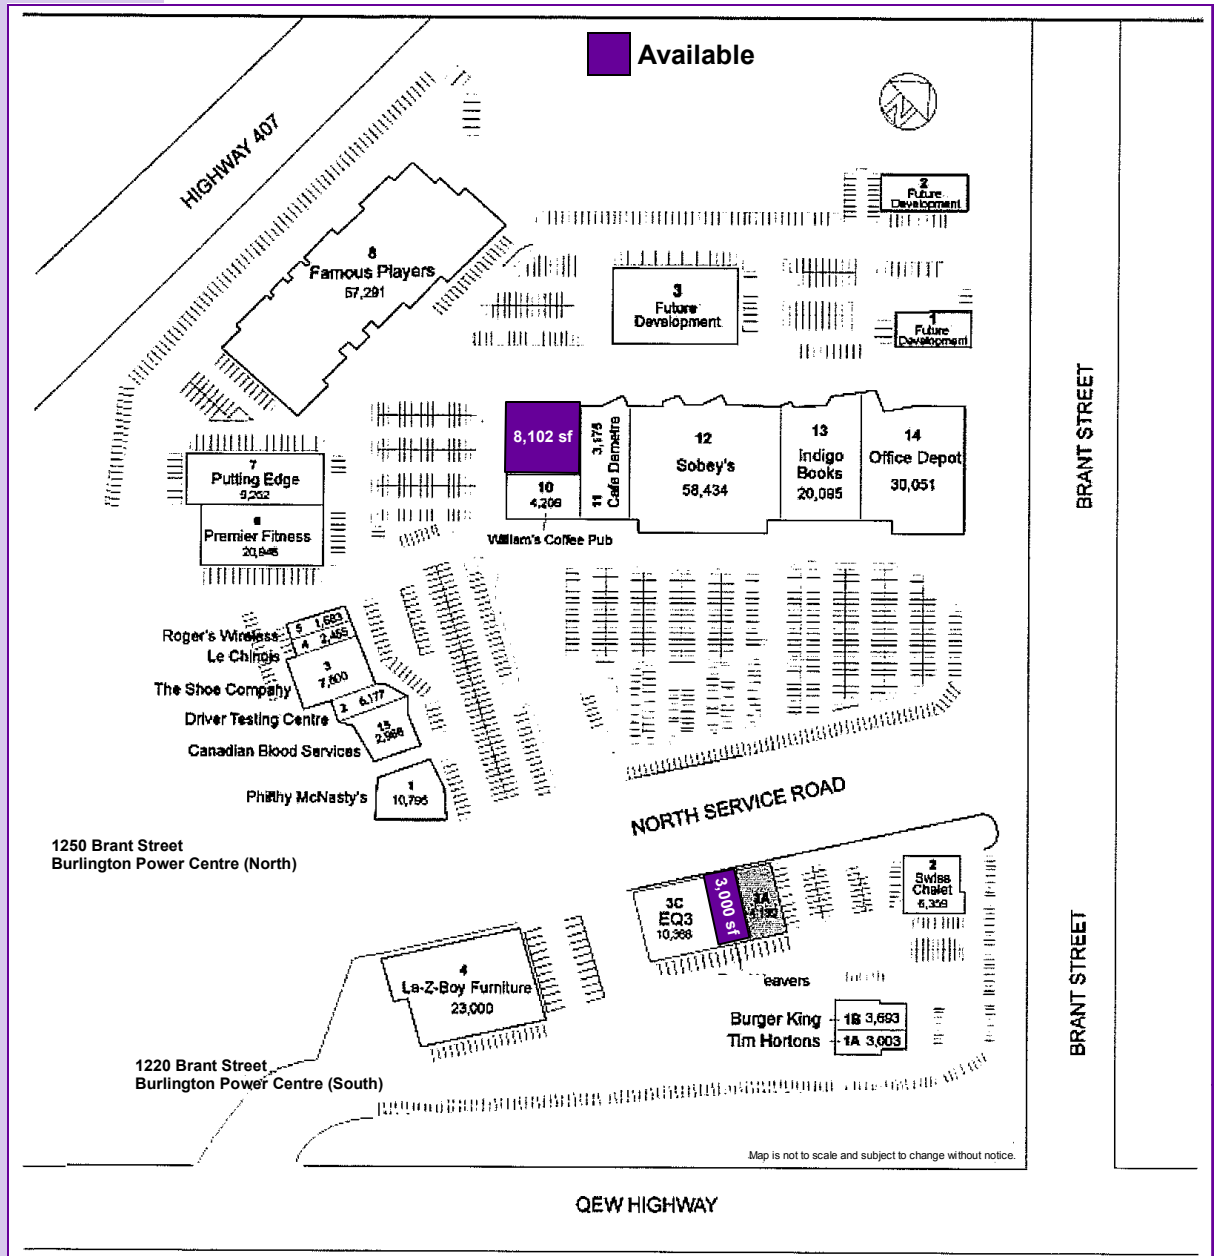 Available
HIGHWAY 407
2
Future
Development
8
Famous Players
57,291
3
Future
Development
1
Future
Development
BRANT STREET
8,102 sf
11 3,175
Cafe Demetre
12
Sobey's
58,434
13
Indigo
Books
20,095
14
Office Depot
30,051
10
4,206
William's Coffee Pub
7
Putting Edge
9,252
6
Premier Fitness
20,946
Roger's Wireless
5 1,683
Le Chinois
4 2,455
The Shoe Company
3
7,800
Driver Testing Centre
2 6,177
Canadian Blood Services
15
2,966
Philthy McNasty's
1
10,795
NORTH SERVICE ROAD
1250 Brant Street
Burlington Power Centre (North)
3C
EQ3
10,368
3,000 sf
3A
2
Swiss
Chalet
6,359
eavers
4
La-Z-Boy Furniture
23,000
Burger King
1B 3,693
Tim Hortons
1A 3,003
BRANT STREET
1220 Brant Street
Burlington Power Centre (South)
Map is not to scale and subject to change without notice.
QEW HIGHWAY